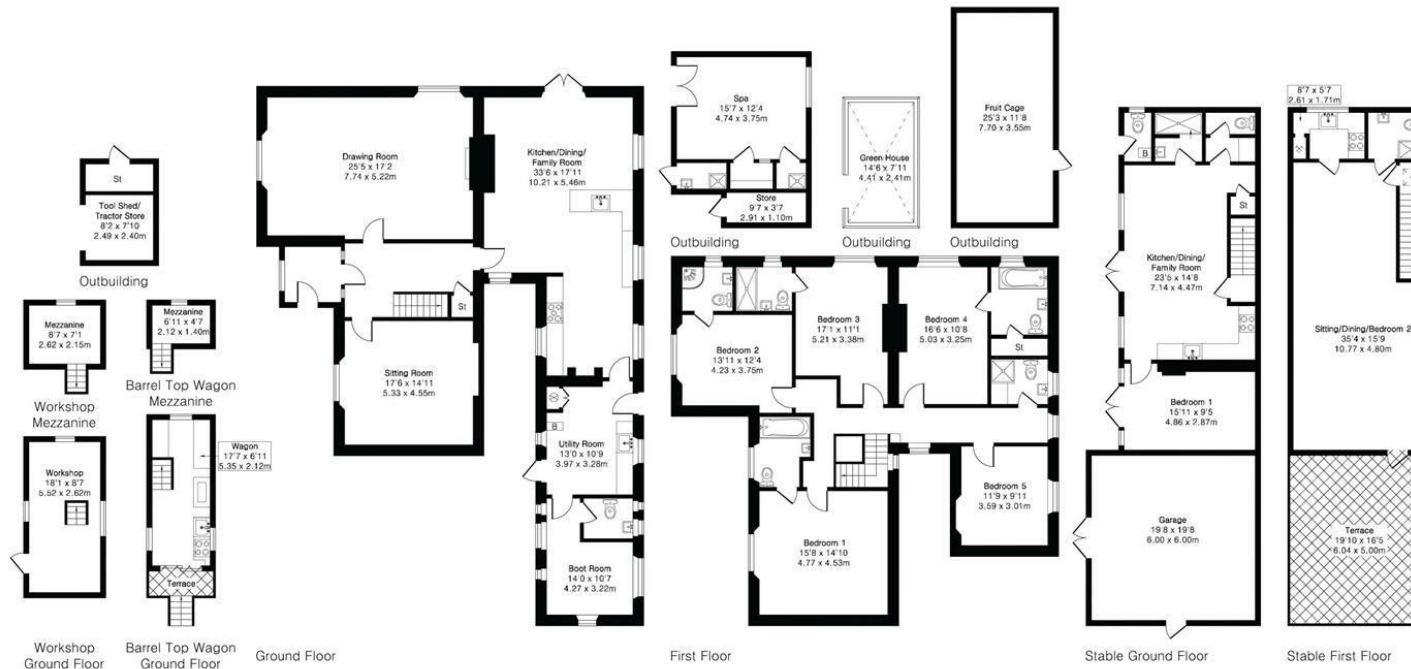 St
Tool Shed/
Tractor Store
8'2 x 7'10
2.49 x 2.40m
Outbuilding
Mezzanine
8'7 x 7'1
2.62 x 2.15m
Workshop
Mezzanine
Mezzanine
6'11 x 4'7
2.12 x 1.40m
Barrel Top Wagon
Mezzanine
Workshop
18'1 x 8'7
5.52 x 2.62m
Workshop
Ground Floor
Wagon
17'7 x 6'11
5.35 x 2.12m
Terrace
Barrel Top Wagon
Ground Floor
Drawing Room
25'5 x 17'2
7.74 x 5.22m
Kitchen/Dining/
Family Room
33'6 x 17'11
10.21 x 5.46m
St
Sitting Room
17'6 x 14'11
5.33 x 4.55m
B
Utility Room
13'0 x 10'9
3.97 x 3.28m
Boot Room
14'0 x 10'7
4.27 x 3.22m
Ground Floor
Spa
15'7 x 12'4
4.74 x 3.75m
Store
9'7 x 3'7
2.91 x 1.10m
Outbuilding
Green House
14'6 x 7'11
4.41 x 2.41m
Outbuilding
Fruit Cage
25'3 x 11'8
7.70 x 3.55m
Outbuilding
Bedroom 2
13'11 x 12'4
4.23 x 3.75m
Bedroom 3
17'1 x 11'1
5.21 x 3.38m
Bedroom 4
16'6 x 10'8
5.03 x 3.25m
St
Bedroom 5
11'9 x 9'11
3.59 x 3.01m
Bedroom 1
15'8 x 14'10
4.77 x 4.53m
First Floor
B
St
Kitchen/Dining/
Family Room
23'5 x 14'8
7.14 x 4.47m
Bedroom 1
15'11 x 9'5
4.86 x 2.87m
Garage
19'8 x 19'8
6.00 x 6.00m
Stable Ground Floor
8'7 x 5'7
2.61 x 1.71m
Sitting/Dining/Bedroom 2
35'4 x 15'9
10.77 x 4.80m
Terrace
19'10 x 16'5
6.04 x 5.00m
Stable First Floor